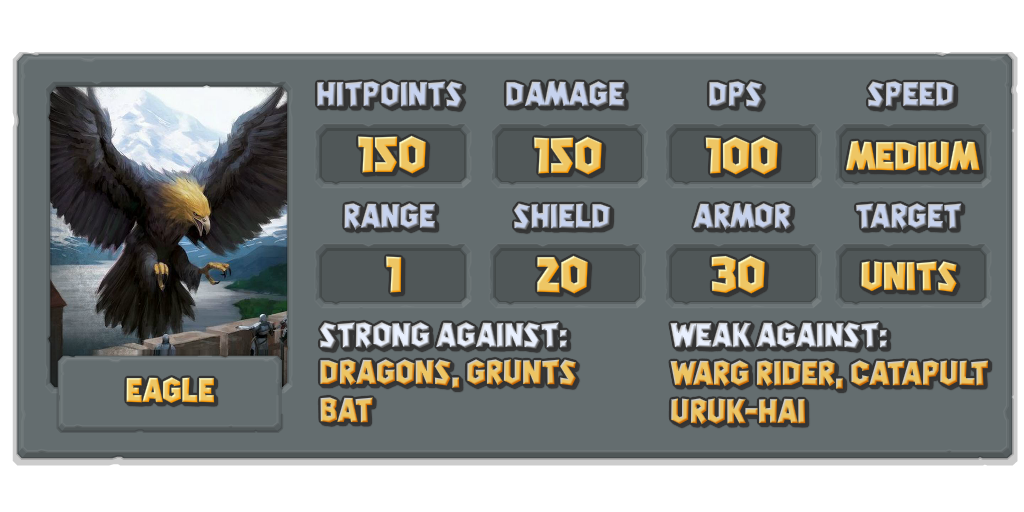 HITPOINTS DAMAGE DPS SPEED
150 150 100 MEDIUM
RANGE SHIELD ARMOR TARGET
1 20 30 UNITS
STRONG AGAINST: WEAK AGAINST:
DRAGONS, GRUNTS WARG RIDER, CATAPULT
BAT URUK-HAI
EAGLE